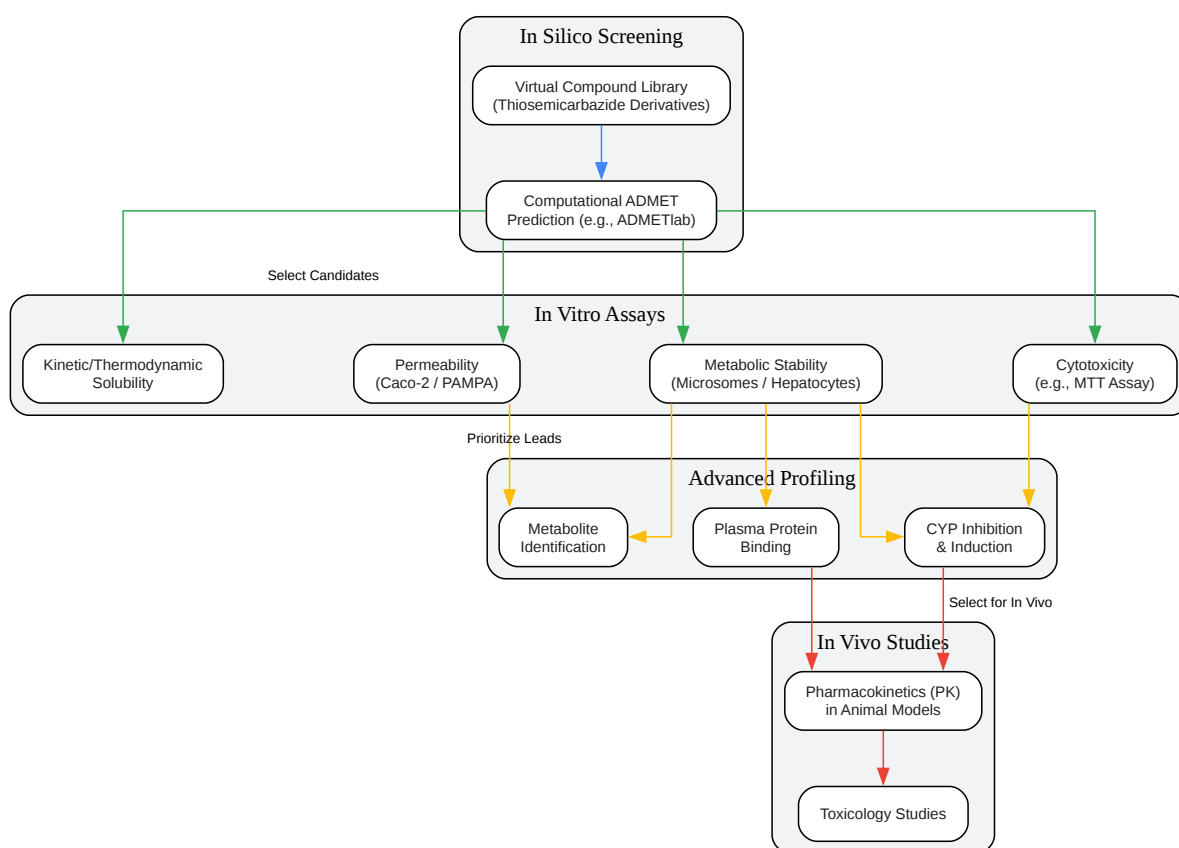 In Silico Screening
Virtual Compound Library
(Thiosemicarbazide Derivatives)
Computational ADMET
Prediction (e.g., ADMETlab)
Select Candidates
In Vitro Assays
Kinetic/Thermodynamic
Solubility
Permeability
(Caco-2 / PAMPA)
Metabolic Stability
(Microsomes / Hepatocytes)
Cytotoxicity
(e.g., MTT Assay)
Prioritize Leads
Advanced Profiling
Metabolite
Identification
Plasma Protein
Binding
CYP Inhibition
& Induction
Select for In Vivo
In Vivo Studies
Pharmacokinetics (PK)
in Animal Models
Toxicology Studies